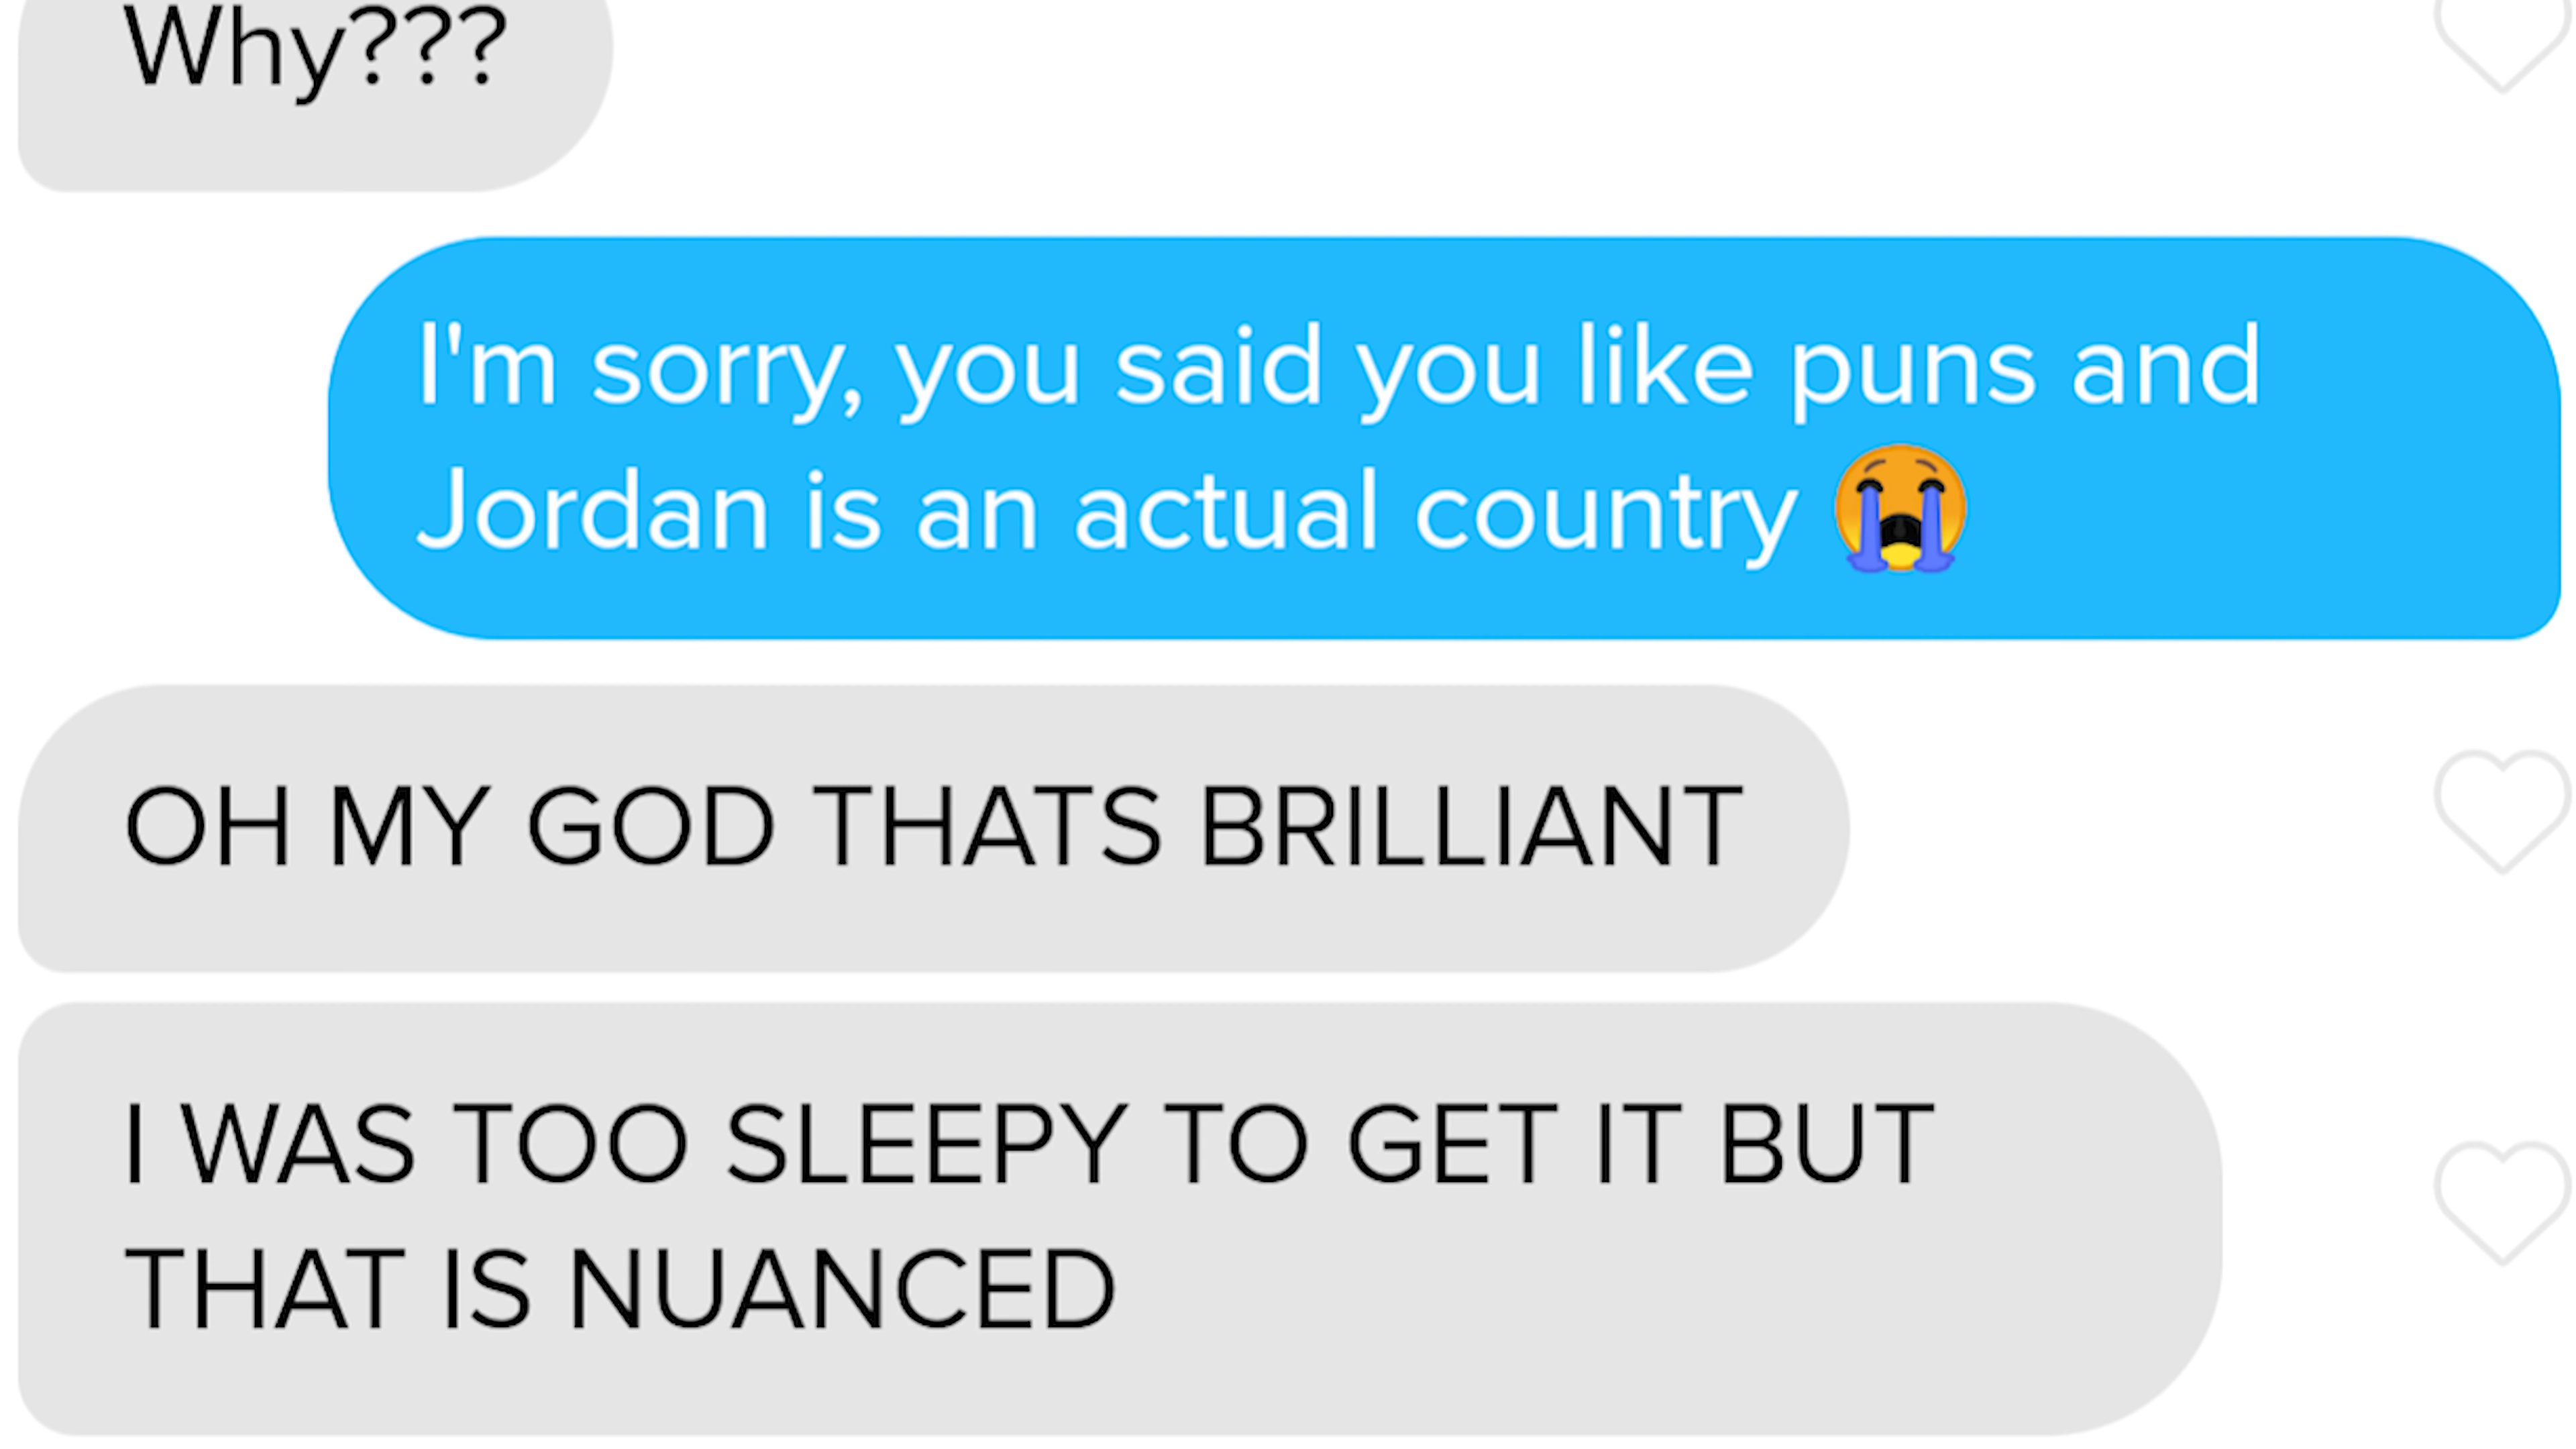 Why???
I'm sorry, you said you like puns and
Jordan is an actual country 😭
OH MY GOD THATS BRILLIANT
I WAS TOO SLEEPY TO GET IT BUT
THAT IS NUANCED